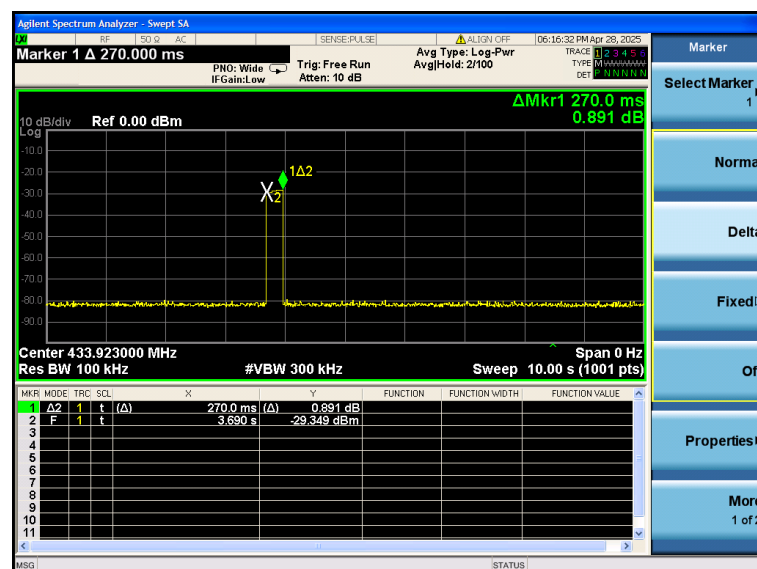 Agilent Spectrum Analyzer - Swept SA
LXI RF 50 Ω AC SENSE:PULSE ALIGN OFF 06:16:32 PM Apr 28, 2025
Marker 1 Δ 270.000 ms
PNO: Wide
IFGain:Low
Trig: Free Run
Atten: 10 dB
Avg Type: Log-Pwr
Avg|Hold: 2/100
TRACE 1 2 3 4 5 6
TYPE M
DET P N N N N N
ΔMkr1 270.0 ms
0.891 dB
10 dB/div Ref 0.00 dBm
Log
-10.0
-20.0
-30.0
-40.0
-50.0
-60.0
-70.0
-80.0
-90.0
1Δ2
2
Center 433.923000 MHz Span 0 Hz
Res BW 100 kHz #VBW 300 kHz Sweep 10.00 s (1001 pts)
MKR MODE TRC SCL X Y FUNCTION FUNCTION WIDTH FUNCTION VALUE
1 Δ2 1 t (Δ) 270.0 ms (Δ) 0.891 dB
2 F 1 t 3.690 s -29.349 dBm
3
4
5
6
7
8
9
10
11
MSG STATUS
Marker
Select Marker
1
Norma
Delta
Fixed
Of
Properties
More
1 of 2